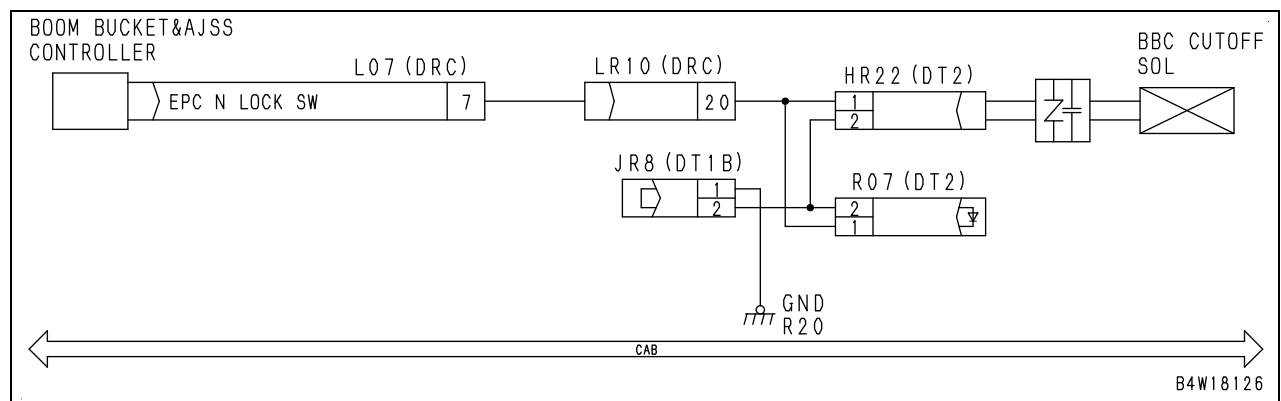 BOOM BUCKET&AJSS
CONTROLLER
BBC CUTOFF
SOL
L07 (DRC)
LR10 (DRC)
HR22 (DT2)
EPC N LOCK SW
7
20
1
2
JR8 (DT1B)
1
2
R07 (DT2)
2
1
GND
R20
CAB
B4W18126